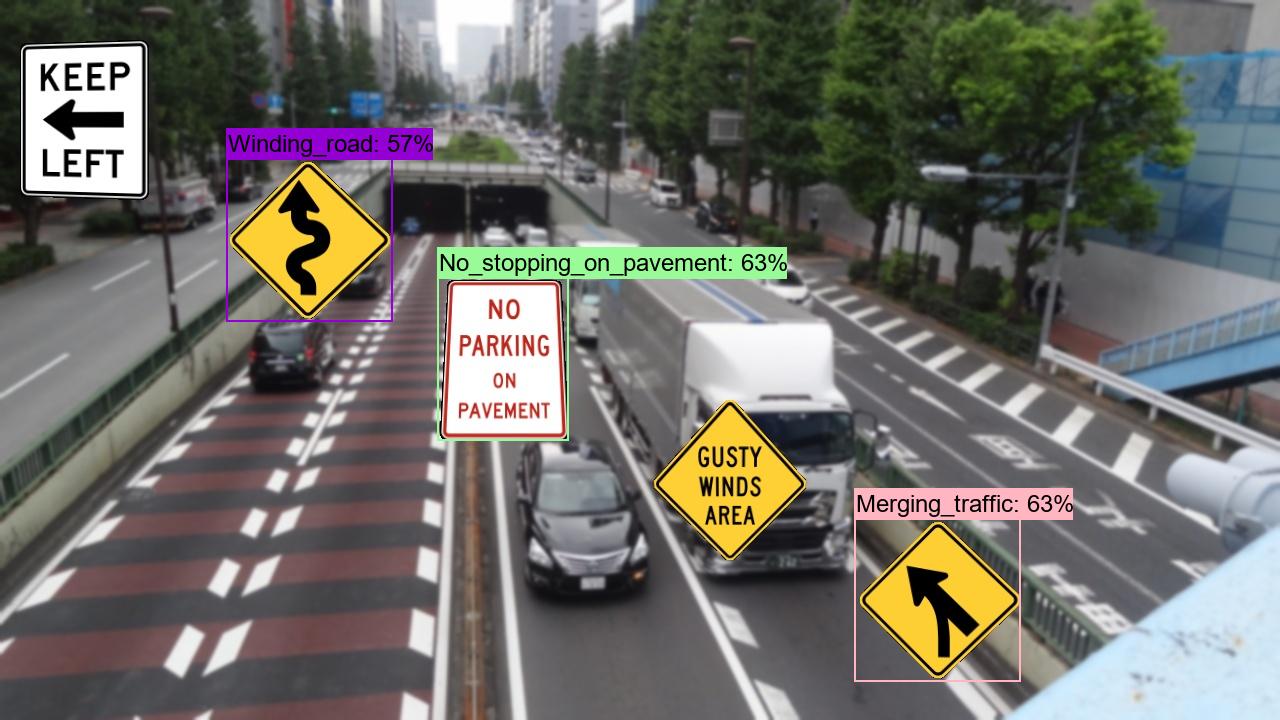 KEEP
LEFT
Winding_road: 57%
No_stopping_on_pavement: 63%
NO
PARKING
ON
PAVEMENT
GUSTY
WINDS
AREA
Merging_traffic: 63%